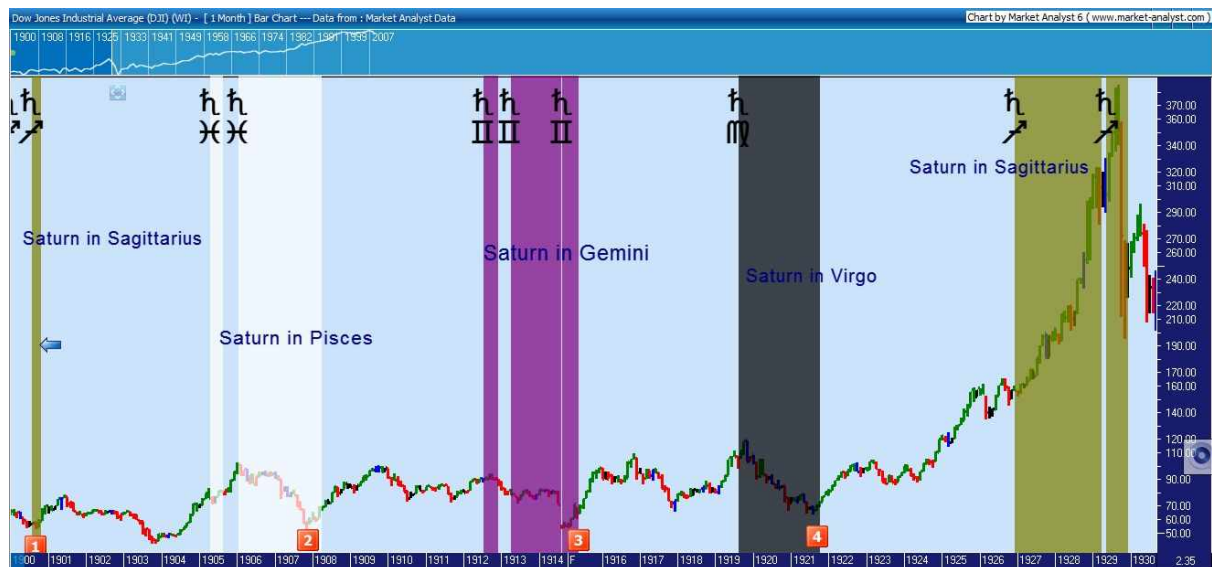 Dow Jones Industrial Average (DJI) (WI) - [ 1 Month ] Bar Chart --- Data from : Market Analyst Data
Chart by Market Analyst 6 ( www.market-analyst.com )
1900 1908 1916 1925 1933 1941 1949 1958 1966 1974 1982 1991 1999 2007
♄ ♄ ♄ ♄ ♄ ♄ ♄ ♄ ♄ ♄
♐ ♐ ♓ ♓ ♊ ♊ ♊ ♍ ♐ ♐
Saturn in Sagittarius
Saturn in Sagittarius
Saturn in Gemini
Saturn in Virgo
Saturn in Pisces
370.00
360.00
340.00
320.00
310.00
290.00
270.00
260.00
240.00
220.00
210.00
190.00
170.00
160.00
140.00
120.00
110.00
90.00
70.00
60.00
50.00
1 2 3 4
1900 1901 1902 1903 1904 1905 1906 1907 1908 1909 1910 1911 1912 1913 1914 F 1916 1917 1918 1919 1920 1921 1922 1923 1924 1925 1926 1927 1928 1929 1930 2.35